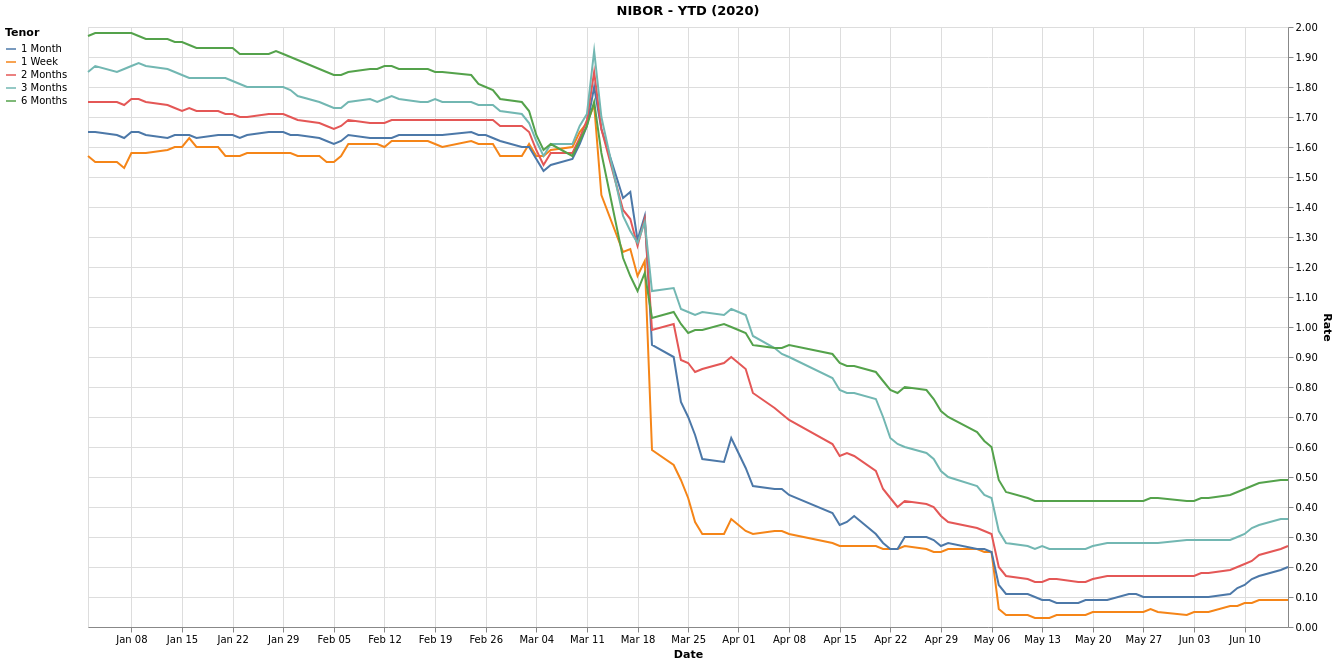 NIBOR - YTD (2020)
Tenor
1 Month
1 Week
2 Months
3 Months
6 Months
2.00
1.90
1.80
1.70
1.60
1.50
1.40
1.30
1.20
1.10
1.00
0.90
0.80
0.70
0.60
0.50
0.40
0.30
0.20
0.10
0.00
Rate
Jan 08 Jan 15 Jan 22 Jan 29 Feb 05 Feb 12 Feb 19 Feb 26 Mar 04 Mar 11 Mar 18 Mar 25 Apr 01 Apr 08 Apr 15 Apr 22 Apr 29 May 06 May 13 May 20 May 27 Jun 03 Jun 10
Date